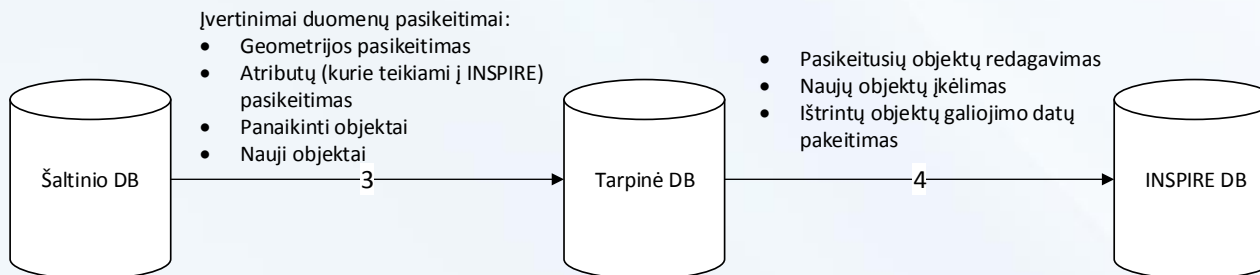 Įvertinimai duomenų pasikeitimai:
• Geometrijos pasikeitimas
• Atributų (kurie teikiami į INSPIRE)
pasikeitimas
• Panaikinti objektai
• Nauji objektai
• Pasikeitusių objektų redagavimas
• Naujų objektų įkėlimas
• Ištrintų objektų galiojimo datų
pakeitimas
Šaltinio DB
3
Tarpinė DB
4
INSPIRE DB